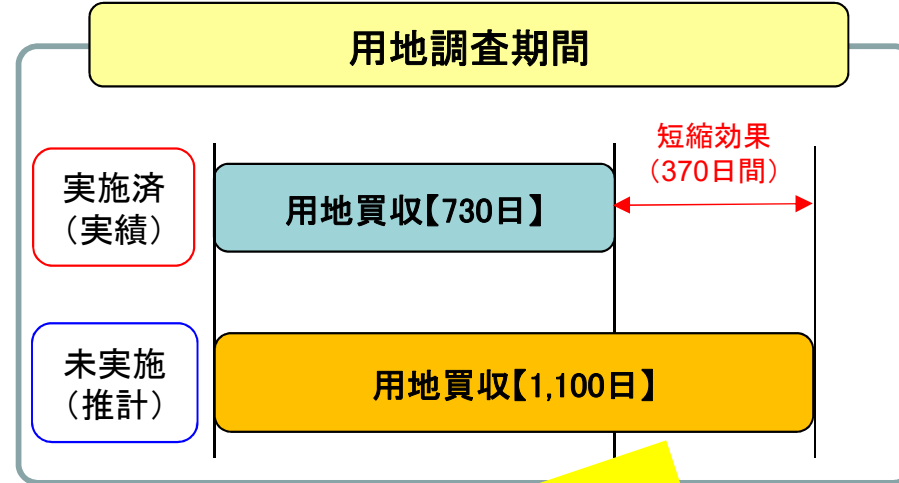 用地調査期間
短縮効果
（370日間）
実施済
（実績）
用地買収【730日】
未実施
（推計）
用地買収【1,100日】